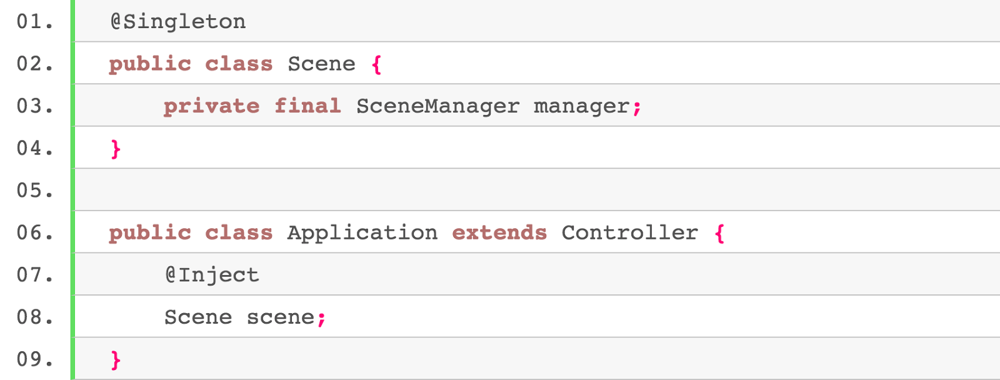 01. @Singleton
02. public class Scene {
03.     private final SceneManager manager;
04. }
05.
06. public class Application extends Controller {
07.     @Inject
08.     Scene scene;
09. }